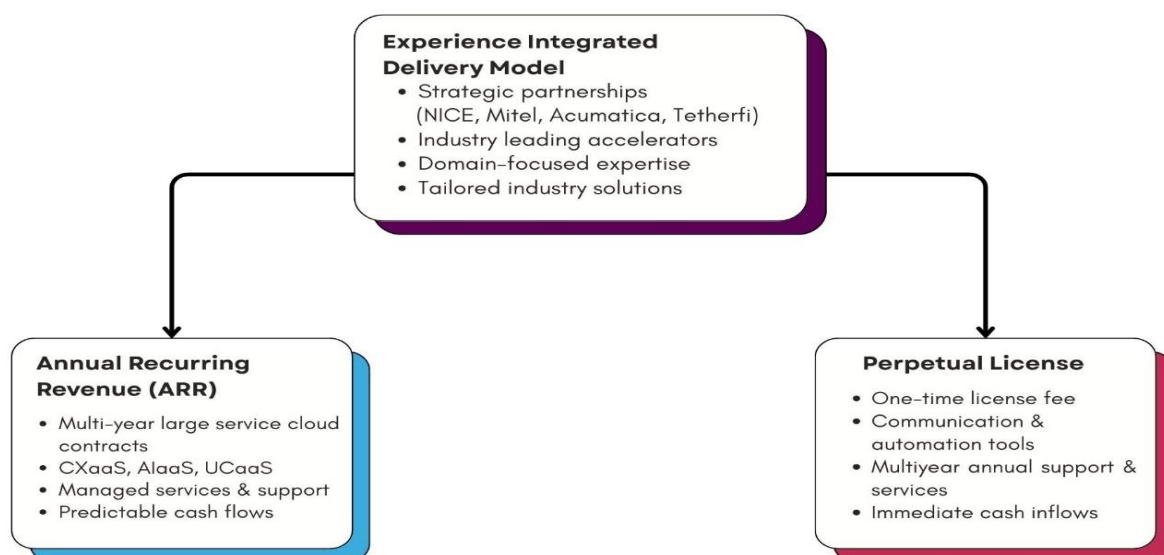 Experience Integrated
Delivery Model
• Strategic partnerships
(NICE, Mitel, Acumatica, Tetherfi)
• Industry leading accelerators
• Domain-focused expertise
• Tailored industry solutions
Annual Recurring
Revenue (ARR)
• Multi-year large service cloud
contracts
• CXaaS, AIaaS, UCaaS
• Managed services & support
• Predictable cash flows
Perpetual License
• One-time license fee
• Communication &
automation tools
• Multiyear annual support &
services
• Immediate cash inflows